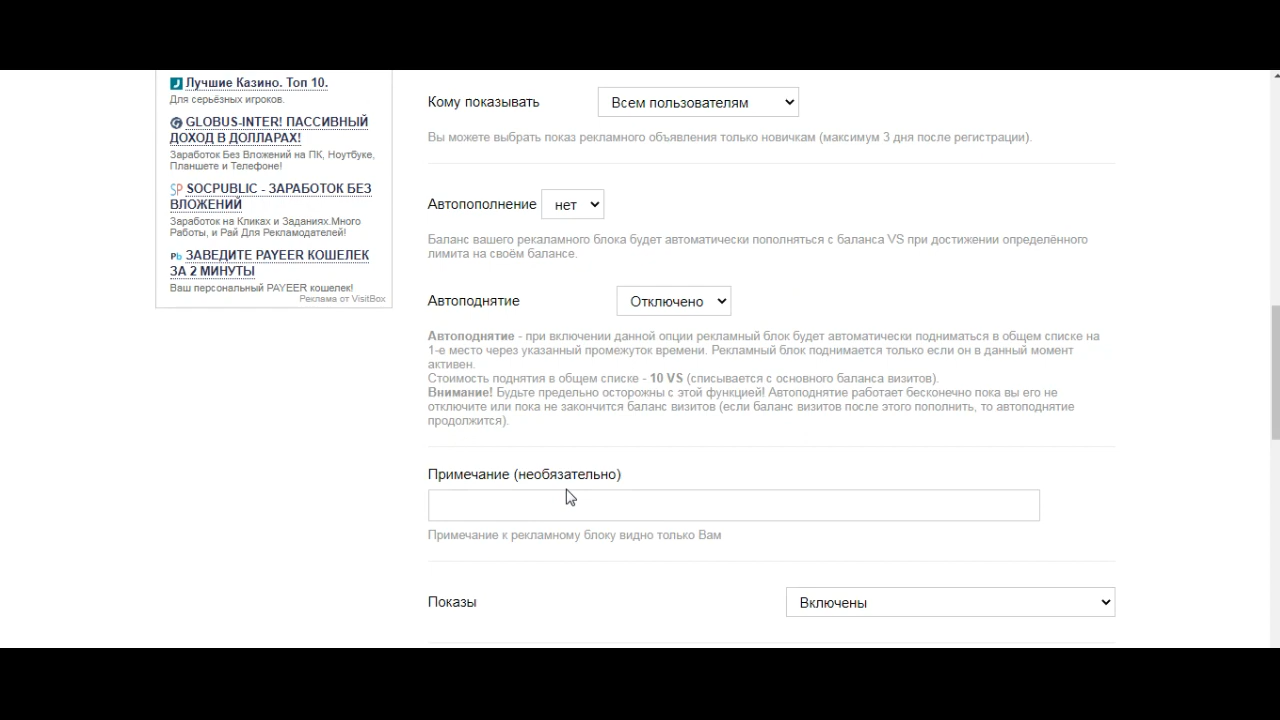 Лучшие Казино. Топ 10.
Для серьёзных игроков.
GLOBUS-INTER! ПАССИВНЫЙ
ДОХОД В ДОЛЛАРАХ!
Заработок Без Вложений на ПК, Ноутбуке,
Планшете и Телефоне!
SOCPUBLIC - ЗАРАБОТОК БЕЗ
ВЛОЖЕНИЙ
Заработок на Кликах и Заданиях.Много
Работы, и Рай Для Рекламодателей!
Pb ЗАВЕДИТЕ PAYEER КОШЕЛЕК
ЗА 2 МИНУТЫ
Ваш персональный PAYEER кошелек!
Реклама от VisitBox
Кому показывать Всем пользователям
Вы можете выбрать показ рекламного объявления только новичкам (максимум 3 дня после регистрации).
Автопополнение нет
Баланс вашего рекаламного блока будет автоматически пополняться с баланса VS при достижении определённого
лимита на своём балансе.
Автоподнятие Отключено
Автоподнятие - при включении данной опции рекламный блок будет автоматически подниматься в общем списке на
1-е место через указанный промежуток времени. Рекламный блок поднимается только если он в данный момент
активен.
Стоимость поднятия в общем списке - 10 VS (списывается с основного баланса визитов).
Внимание! Будьте предельно осторожны с этой функцией! Автоподнятие работает бесконечно пока вы его не
отключите или пока не закончится баланс визитов (если баланс визитов после этого пополнить, то автоподнятие
продолжится).
Примечание (необязательно)
Примечание к рекламному блоку видно только Вам
Показы Включены